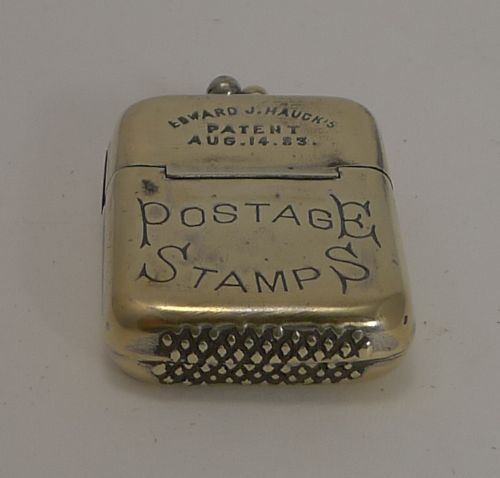 EDWARD J. HAUCK'S
PATENT
AUG. 14. 83.
POSTAGE
STAMPS